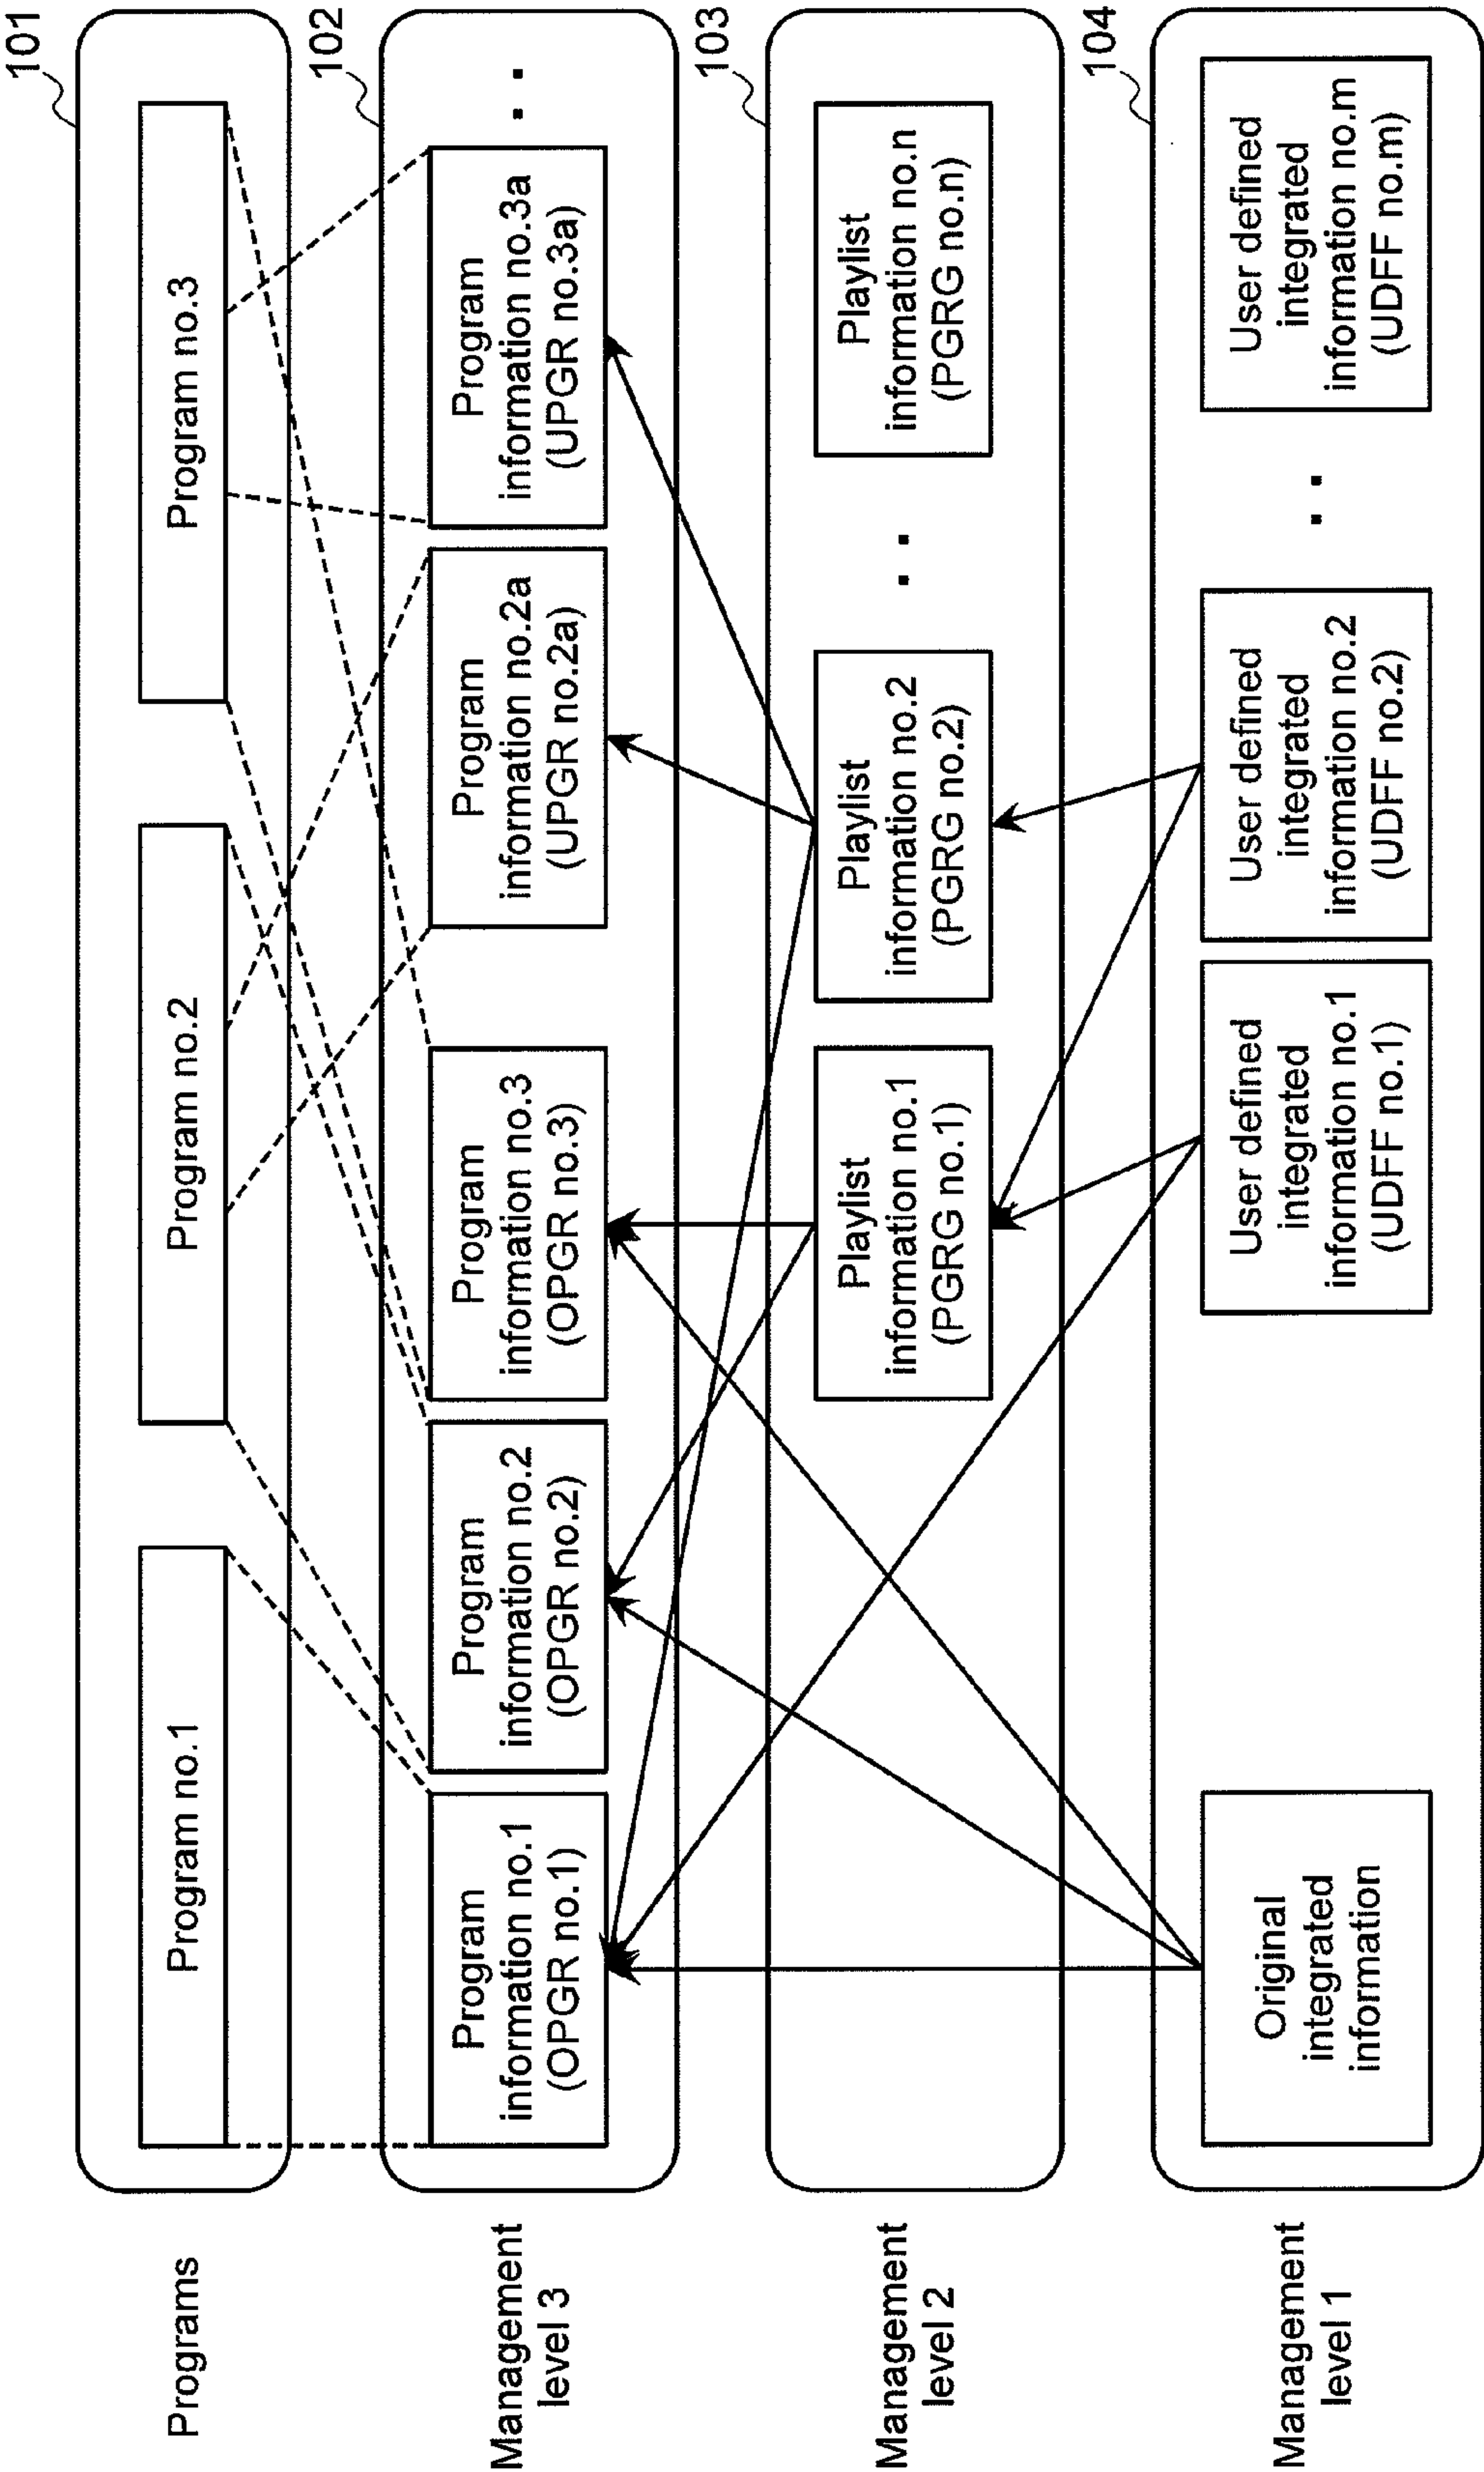 101
Programs
Program no.1
Program no.2
Program no.3
102
Management
level 3
Program
information no.1
(OPGR no.1)
Program
information no.2
(OPGR no.2)
Program
information no.3
(OPGR no.3)
Program
information no.2a
(UPGR no.2a)
Program
information no.3a
(UPGR no.3a)
. .
103
Management
level 2
Playlist
information no.1
(PGRG no.1)
Playlist
information no.2
(PGRG no.2)
. .
Playlist
information no.n
(PGRG no.n)
104
Management
level 1
Original
integrated
information
User defined
integrated
information no.1
(UDFF no.1)
User defined
integrated
information no.2
(UDFF no.2)
. .
User defined
integrated
information no.m
(UDFF no.m)